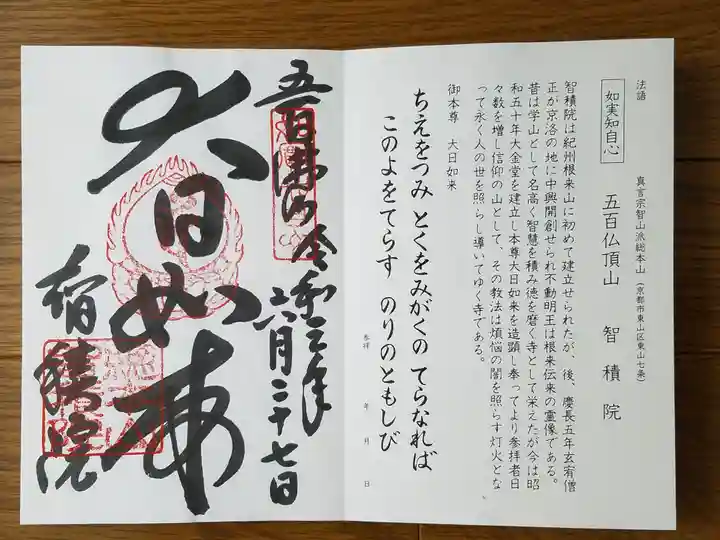 法語
如実知自心
真言宗智山派総本山(京都市東山区東山七条)
五百仏頂山 智積院
智積院は紀州根来山に初めて建立せられたが、後、慶長五年玄宥僧
正が京洛の地に中興開創せられ不動明王は根来伝来の霊像である。
昔は学山として名高く智慧を積み徳を磨く寺として栄えたが今は昭
和五十年大金堂を建立し本尊大日如来を造顕し奉ってより参拝者日
々数を増し信仰の山として、その教法は煩悩の闇を照らす灯火とな
って永く人の世を照らし導いてゆく寺である。
御本尊 大日如来
ちえをつみ とくをみがくの てらなれば
このよをてらす のりのともしび
参拝 年 月 日
五百佛山
令和三年
六月二十七日
大日如来
智積院